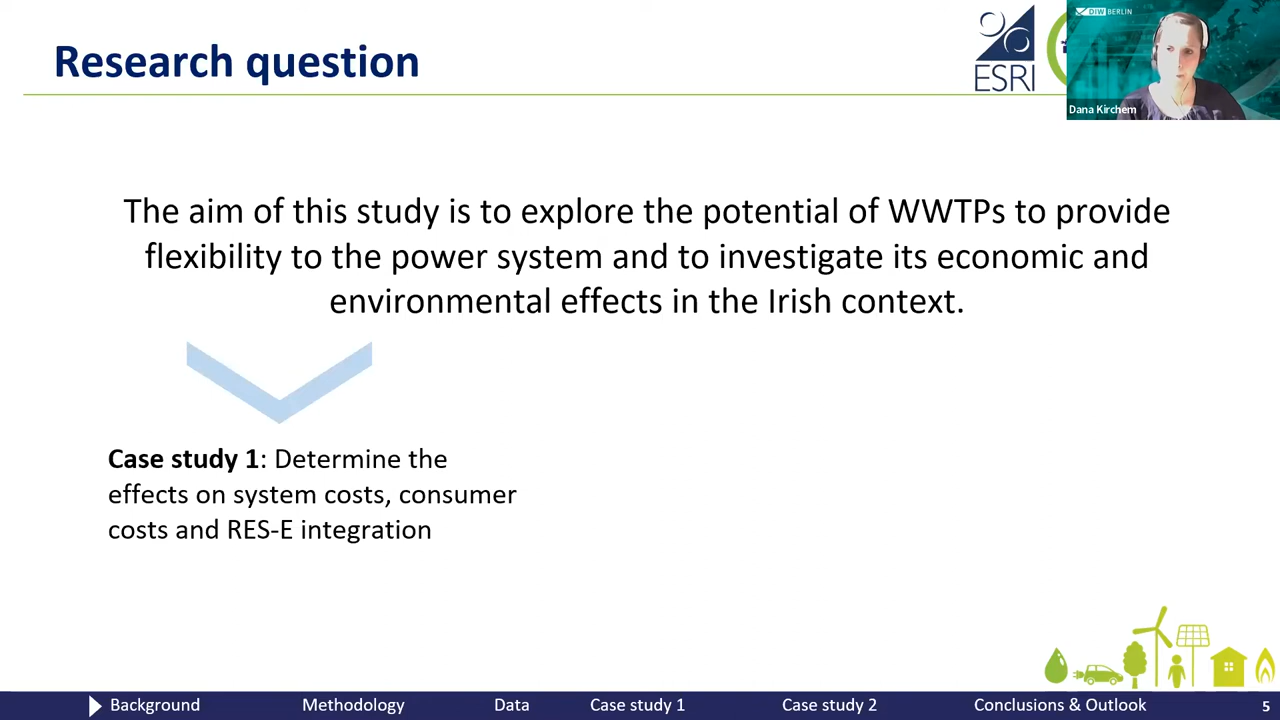 Research question
ESRI
DIW BERLIN
Dana Kirchem
The aim of this study is to explore the potential of WWTPs to provide
flexibility to the power system and to investigate its economic and
environmental effects in the Irish context.
Case study 1: Determine the
effects on system costs, consumer
costs and RES-E integration
Background Methodology Data Case study 1 Case study 2 Conclusions & Outlook 5